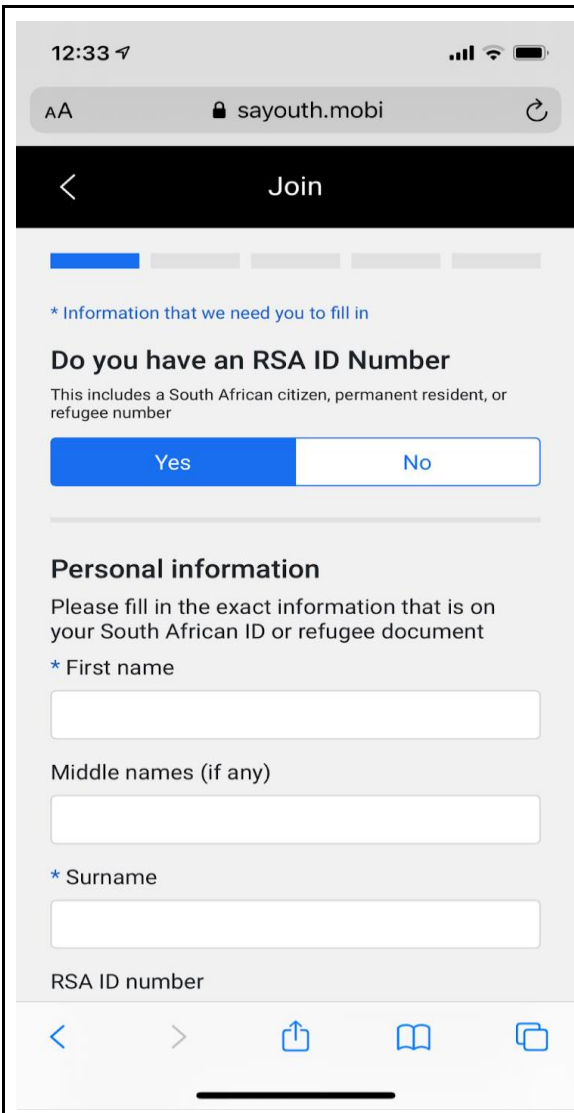 12:33
AA sayouth.mobi
Join
* Information that we need you to fill in
Do you have an RSA ID Number
This includes a South African citizen, permanent resident, or
refugee number
Yes No
Personal information
Please fill in the exact information that is on
your South African ID or refugee document
* First name
Middle names (if any)
* Surname
RSA ID number